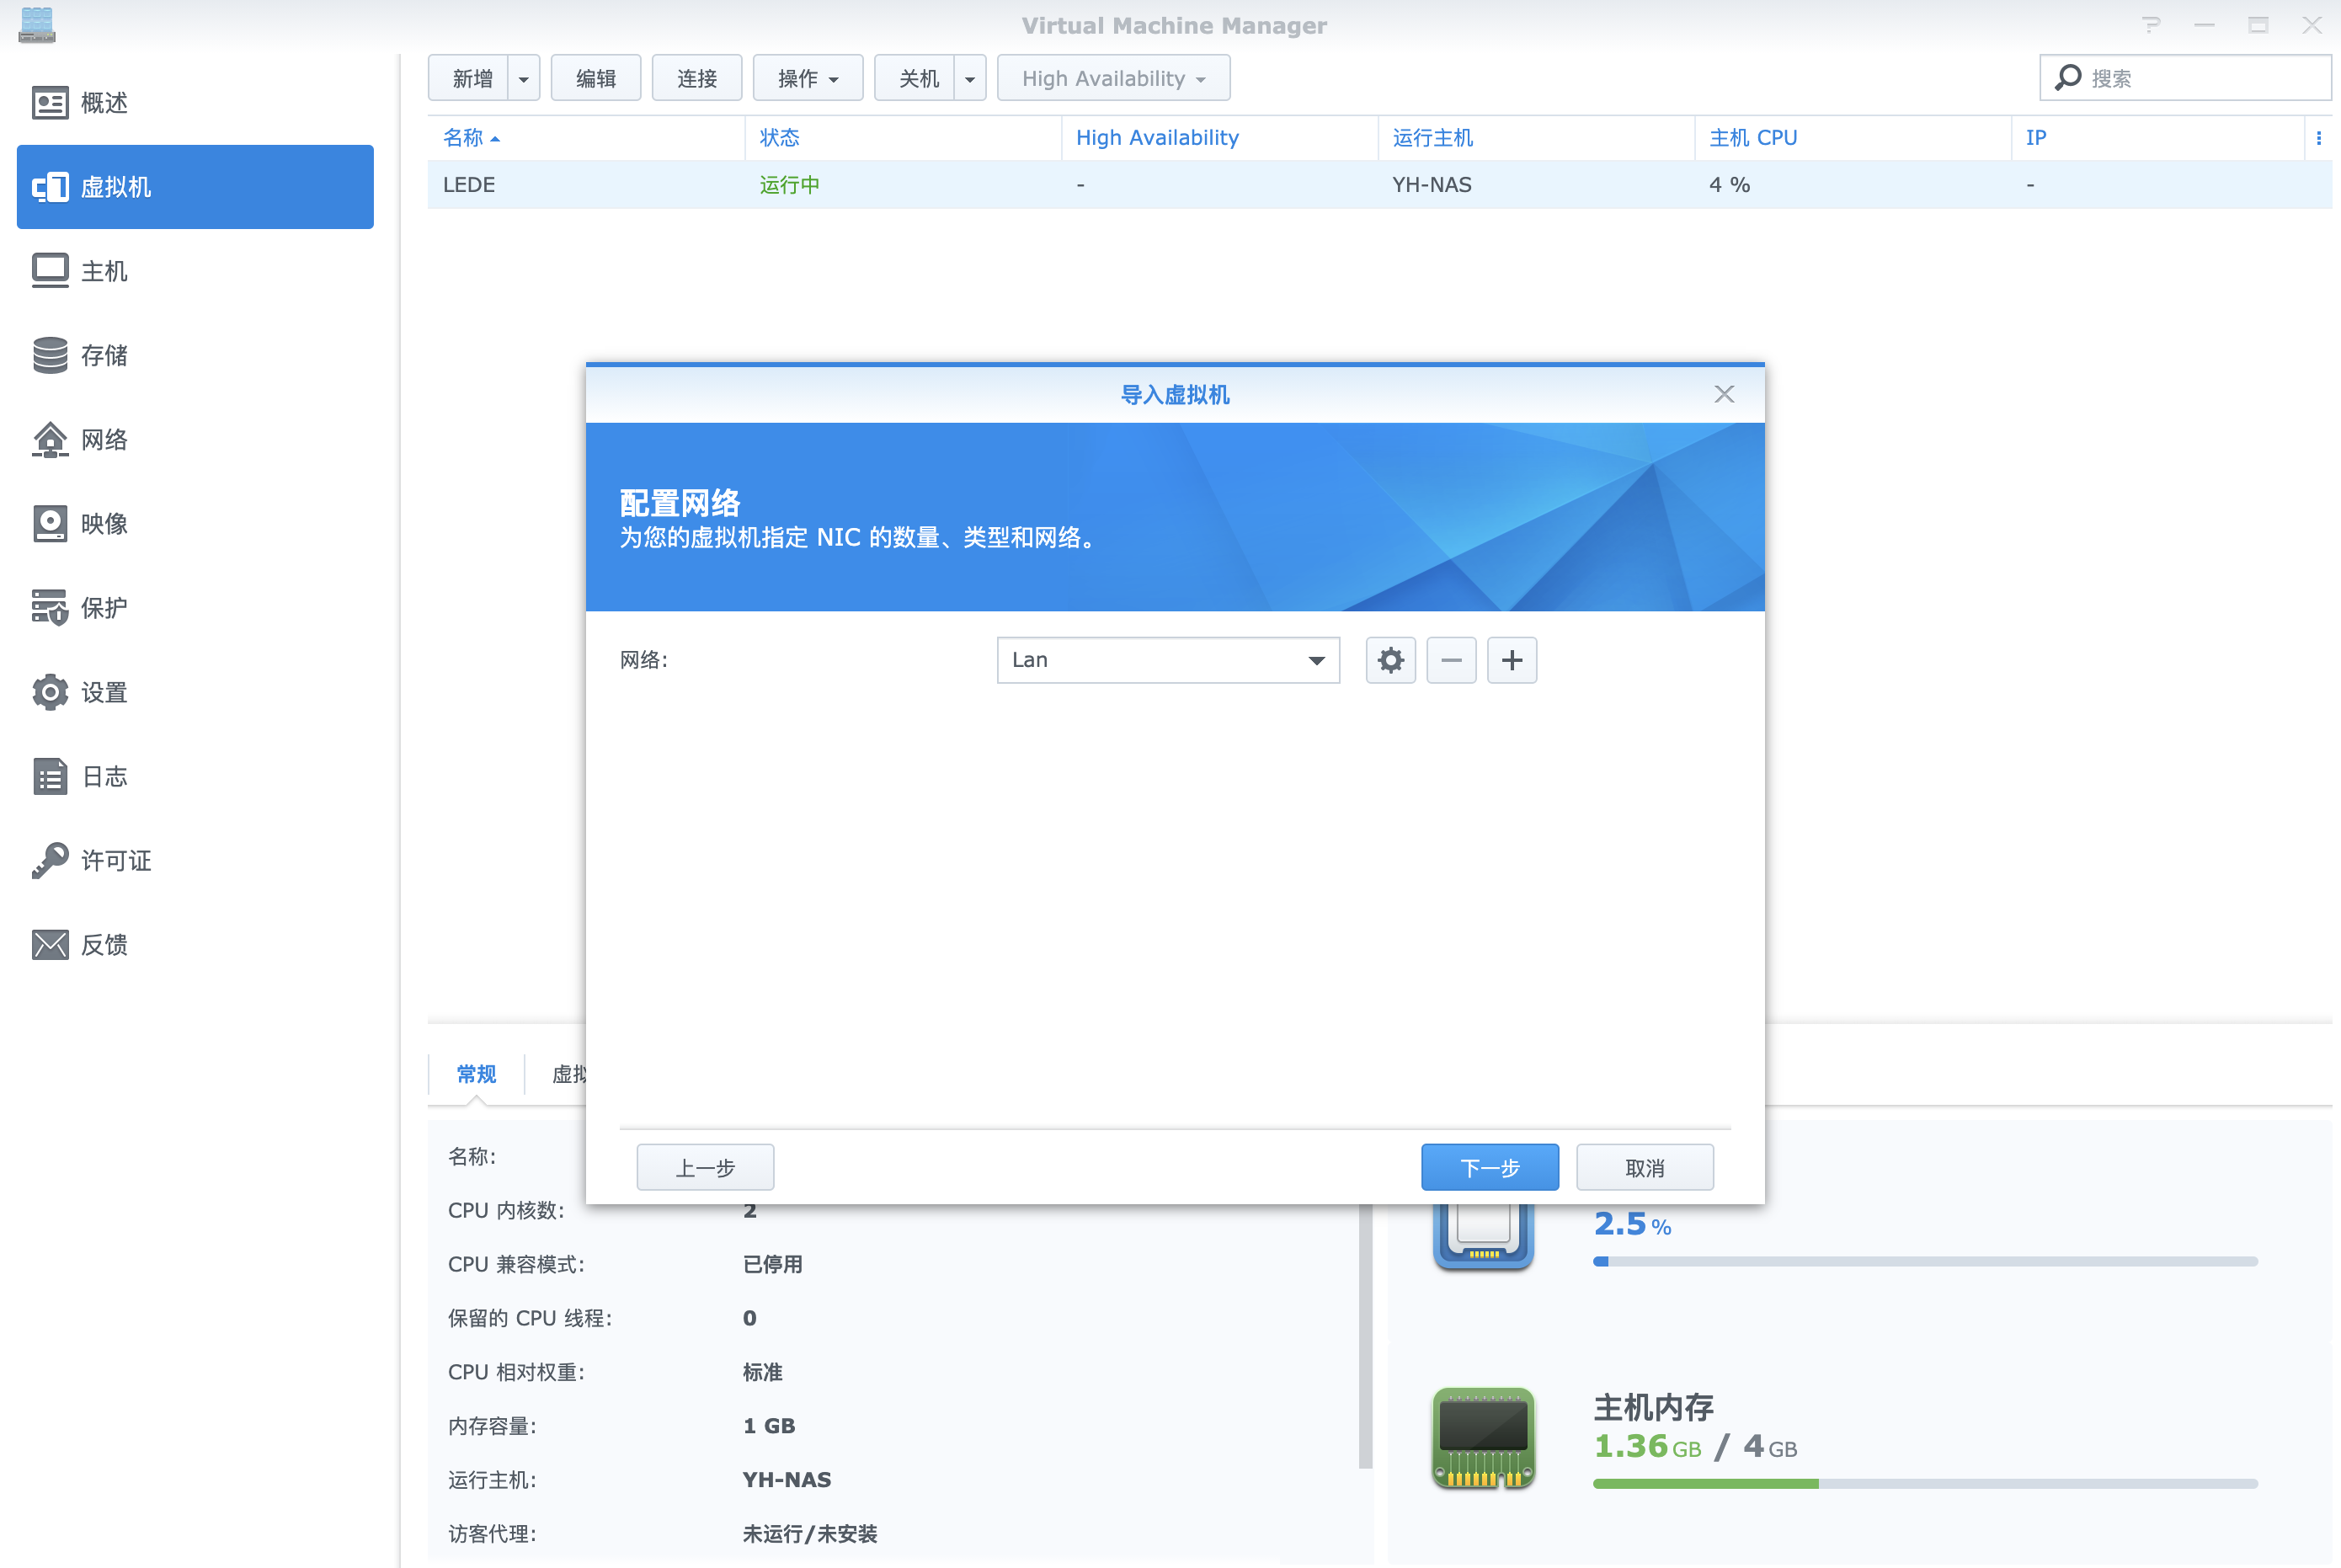 Virtual Machine Manager
概述
虚拟机
主机
存储
网络
映像
保护
设置
日志
许可证
反馈
新增 编辑 连接 操作 关机 High Availability 搜索
名称 状态 High Availability 运行主机 主机 CPU IP
LEDE 运行中 - YH-NAS 4 % -
导入虚拟机
配置网络
为您的虚拟机指定 NIC 的数量、类型和网络。
网络: Lan
上一步 下一步 取消
常规 虚拟
名称:
CPU 内核数: 2
CPU 兼容模式: 已停用
保留的 CPU 线程: 0
CPU 相对权重: 标准
内存容量: 1 GB
运行主机: YH-NAS
访客代理: 未运行/未安装
2.5 %
主机内存
1.36 GB / 4 GB